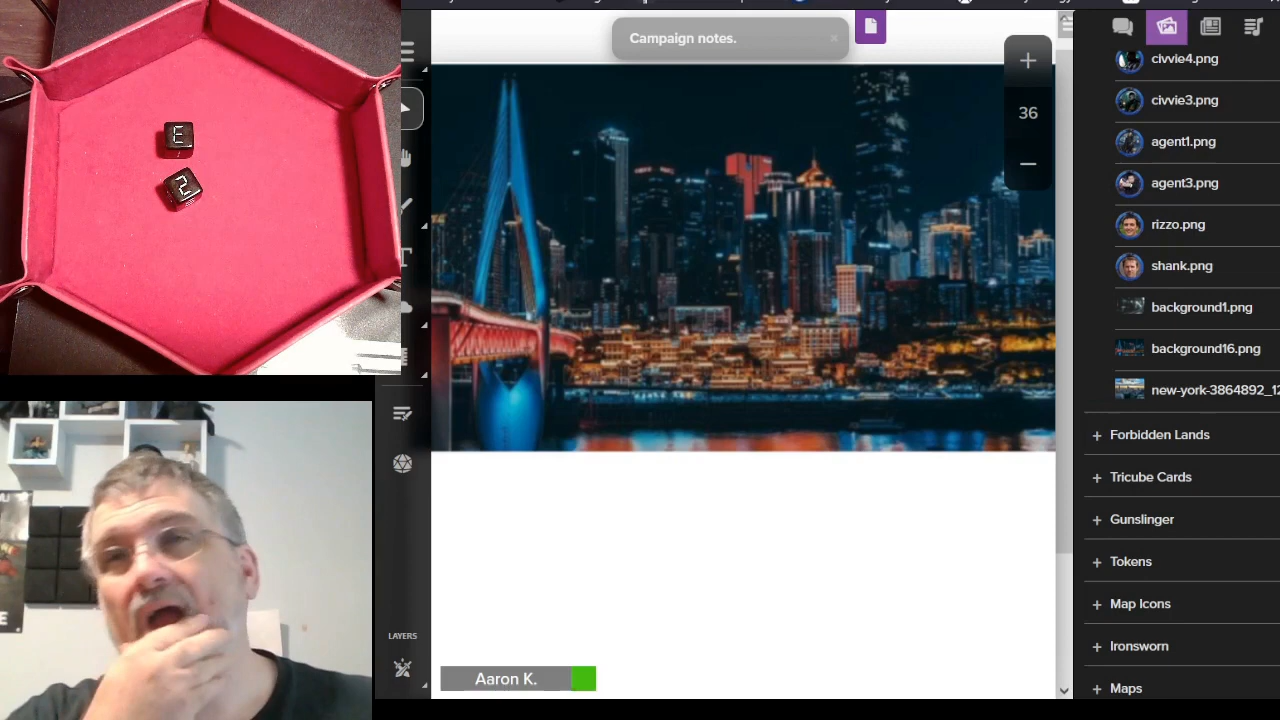 E
2
Campaign notes.
36
civvie4.png
civvie3.png
agent1.png
agent3.png
rizzo.png
shank.png
background1.png
background16.png
new-york-3864892_12
+ Forbidden Lands
+ Tricube Cards
+ Gunslinger
+ Tokens
+ Map Icons
+ Ironsworn
+ Maps
LAYERS
Aaron K.